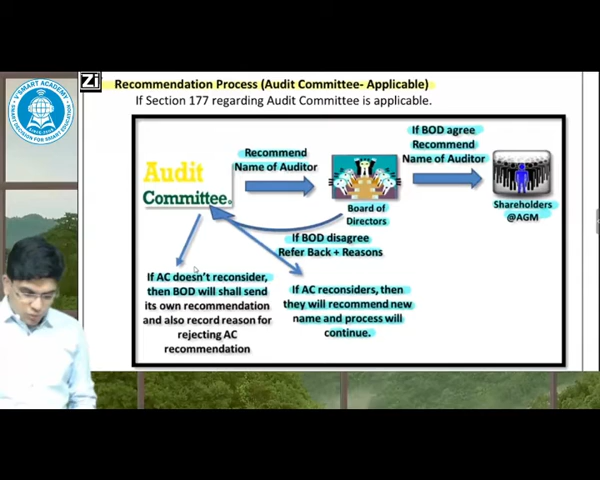 V'SMART ACADEMY
Zi
Recommendation Process (Audit Committee- Applicable)
If Section 177 regarding Audit Committee is applicable.
Audit
Committee
Recommend
Name of Auditor
Board of
Directors
If BOD agree
Recommend
Name of Auditor
Shareholders
@AGM
If BOD disagree
Refer Back + Reasons
If AC doesn't reconsider,
then BOD will shall send
its own recommendation
and also record reason for
rejecting AC
recommendation
If AC reconsiders, then
they will recommend new
name and process will
continue.